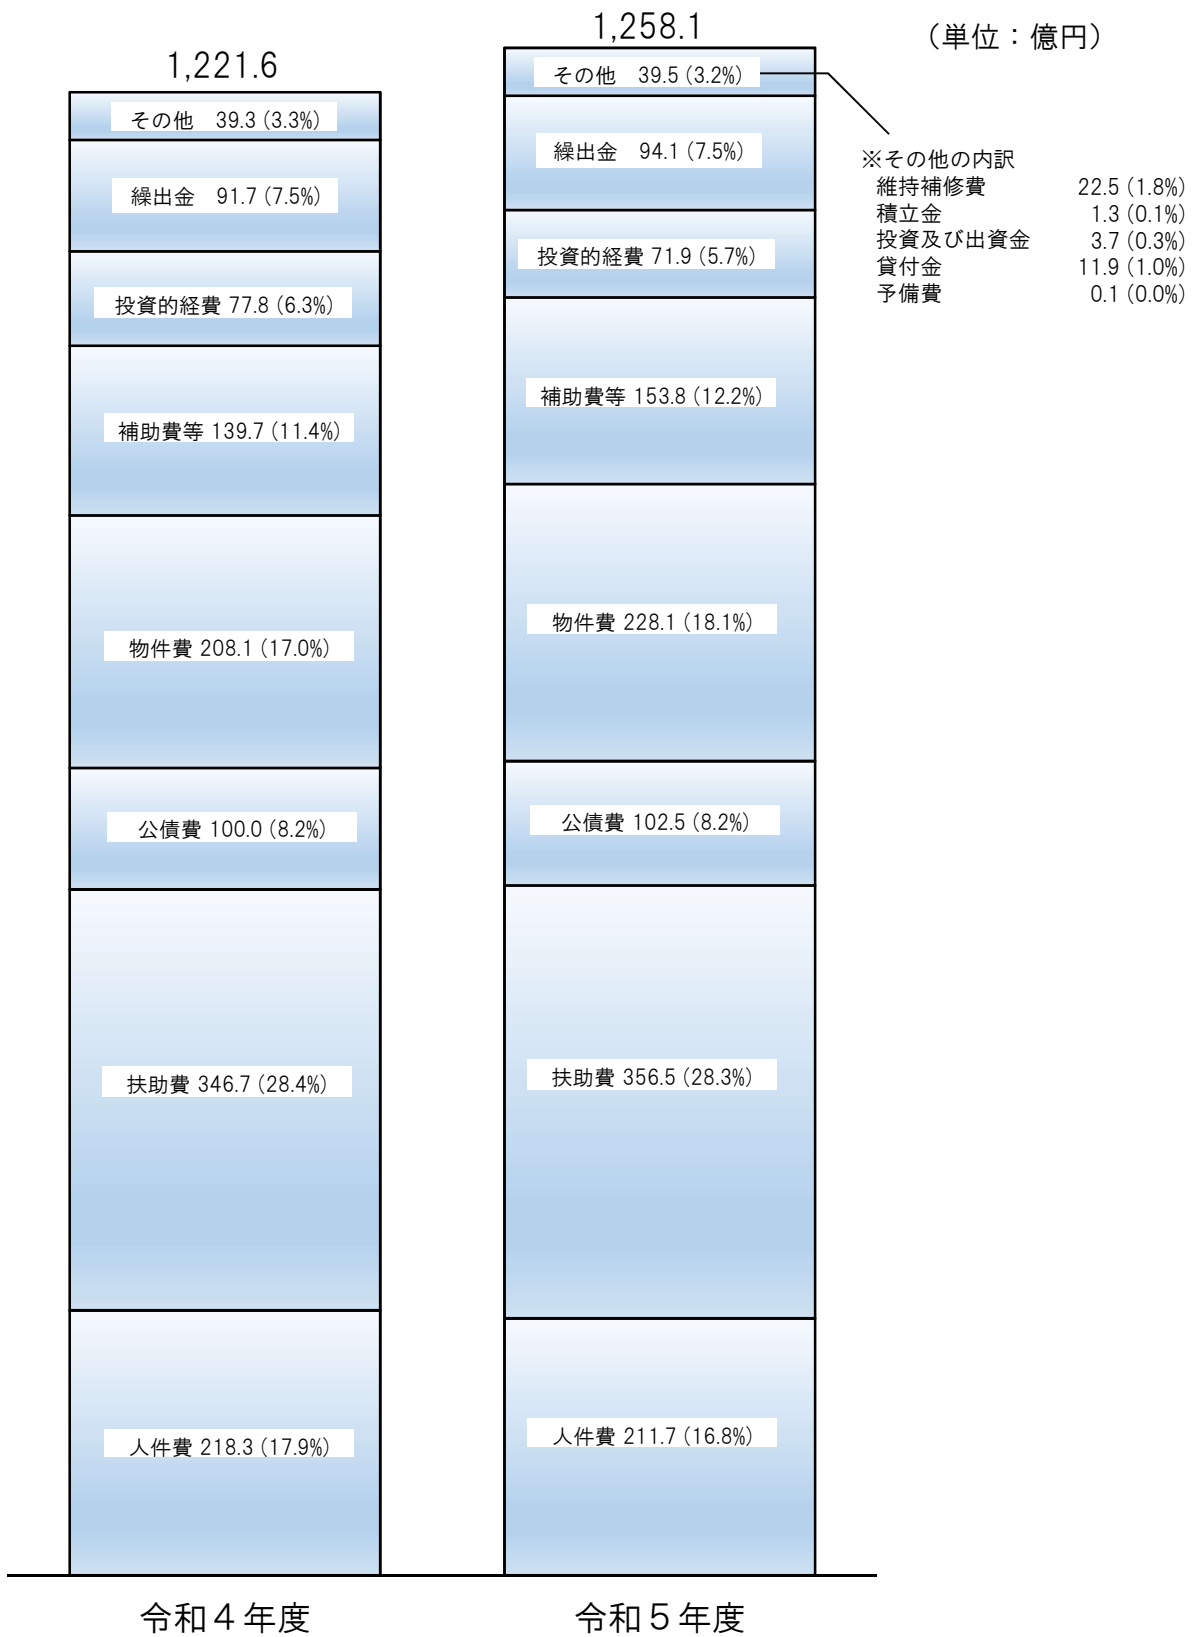 （単位：億円）
1,221.6
その他　39.3 (3.3%)
繰出金　91.7 (7.5%)
投資的経費 77.8 (6.3%)
補助費等 139.7 (11.4%)
物件費 208.1 (17.0%)
公債費 100.0 (8.2%)
扶助費 346.7 (28.4%)
人件費 218.3 (17.9%)
令和４年度
1,258.1
その他　39.5 (3.2%)
繰出金　94.1 (7.5%)
投資的経費 71.9 (5.7%)
補助費等 153.8 (12.2%)
物件費 228.1 (18.1%)
公債費 102.5 (8.2%)
扶助費 356.5 (28.3%)
人件費 211.7 (16.8%)
令和５年度
※その他の内訳
維持補修費　22.5 (1.8%)
積立金　1.3 (0.1%)
投資及び出資金　3.7 (0.3%)
貸付金　11.9 (1.0%)
予備費　0.1 (0.0%)